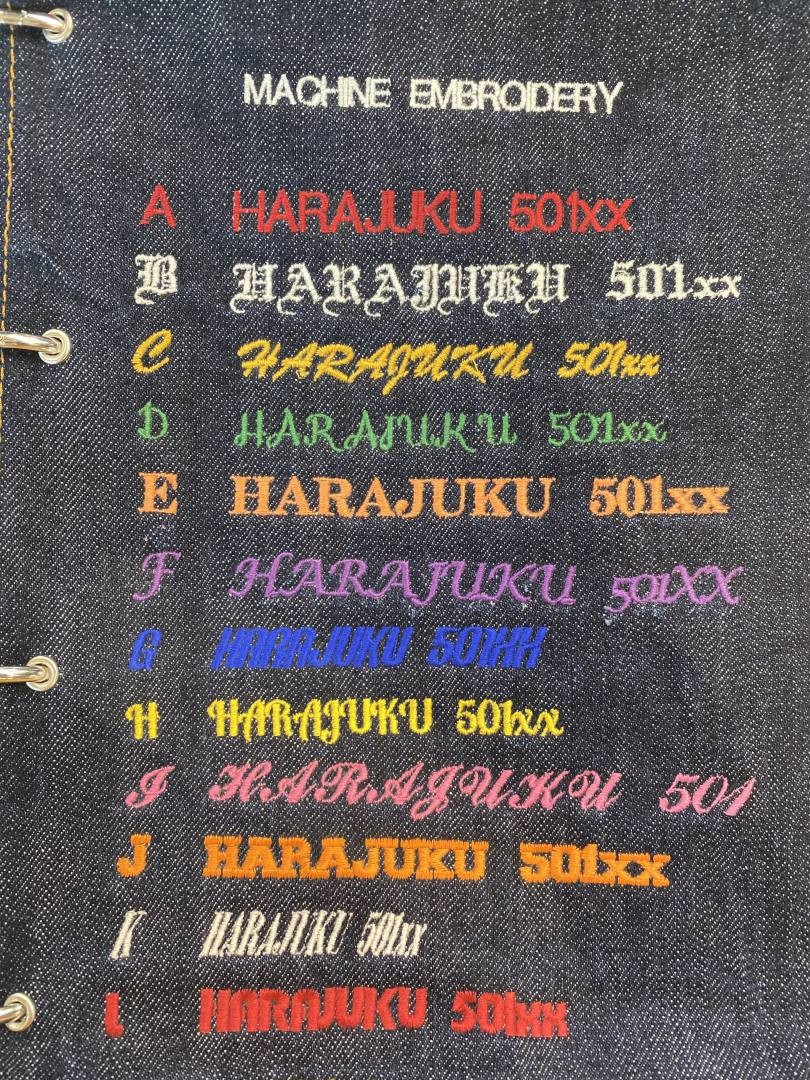 MACHINE EMBROIDERY
A HARAJUKU 501xx
B HARAJUKU 501xx
C HARAJUKU 501xx
D HARAJUKU 501xx
E HARAJUKU 501xx
F HARAJUKU 501XX
G HARAJUKU 501XX
H HARAJUKU 501xx
I HARAJUKU 501
J HARAJUKU 501xx
K HARAJUKU 501xx
L HARAJUKU 501xx